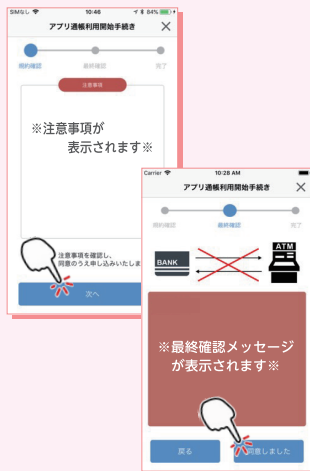 SIMなし 10:46 84%
アプリ通帳利用開始手続き
規約確認 最終確認 完了
注意事項
※注意事項が
表示されます※
注意事項を確認し、
同意のうえ申し込みいたしま
次へ
Carrier 10:28 AM
アプリ通帳利用開始手続き
規約確認 最終確認 完了
BANK
ATM
※最終確認メッセージ
が表示されます※
戻る
同意しました